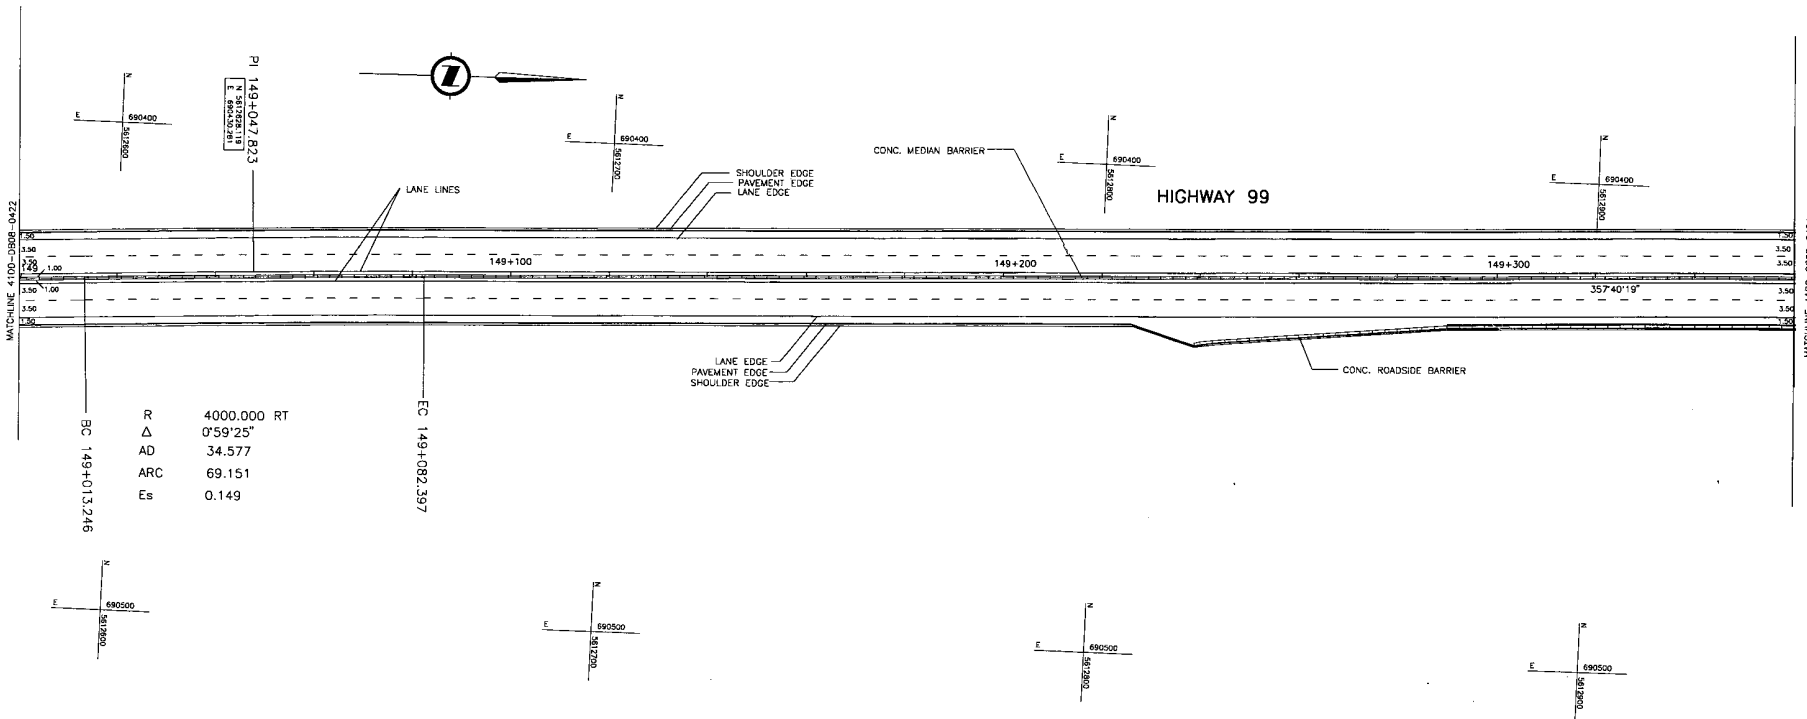 MATCHLINE 4100-DB08-0422
PI 149+047.823
N 5612628.119
E 690430.281
Z
N
E 690400
5612600
N
E 690400
5612700
N
E 690400
5612800
N
E 690400
5612900
LANE LINES
SHOULDER EDGE
PAVEMENT EDGE
LANE EDGE
CONC. MEDIAN BARRIER
HIGHWAY 99
1.50
3.50
3.50
149
1.00
1.00
3.50
3.50
1.50
149+100
149+200
149+300
357°40'19"
1.50
3.50
3.50
3.50
3.50
1.50
LANE EDGE
PAVEMENT EDGE
SHOULDER EDGE
CONC. ROADSIDE BARRIER
BC 149+013.246
EC 149+082.397
R 4000.000 RT
Δ 0°59'25"
AD 34.577
ARC 69.151
Es 0.149
N
E 690500
5612600
N
E 690500
5612700
N
E 690500
5612800
N
E 690500
5612900